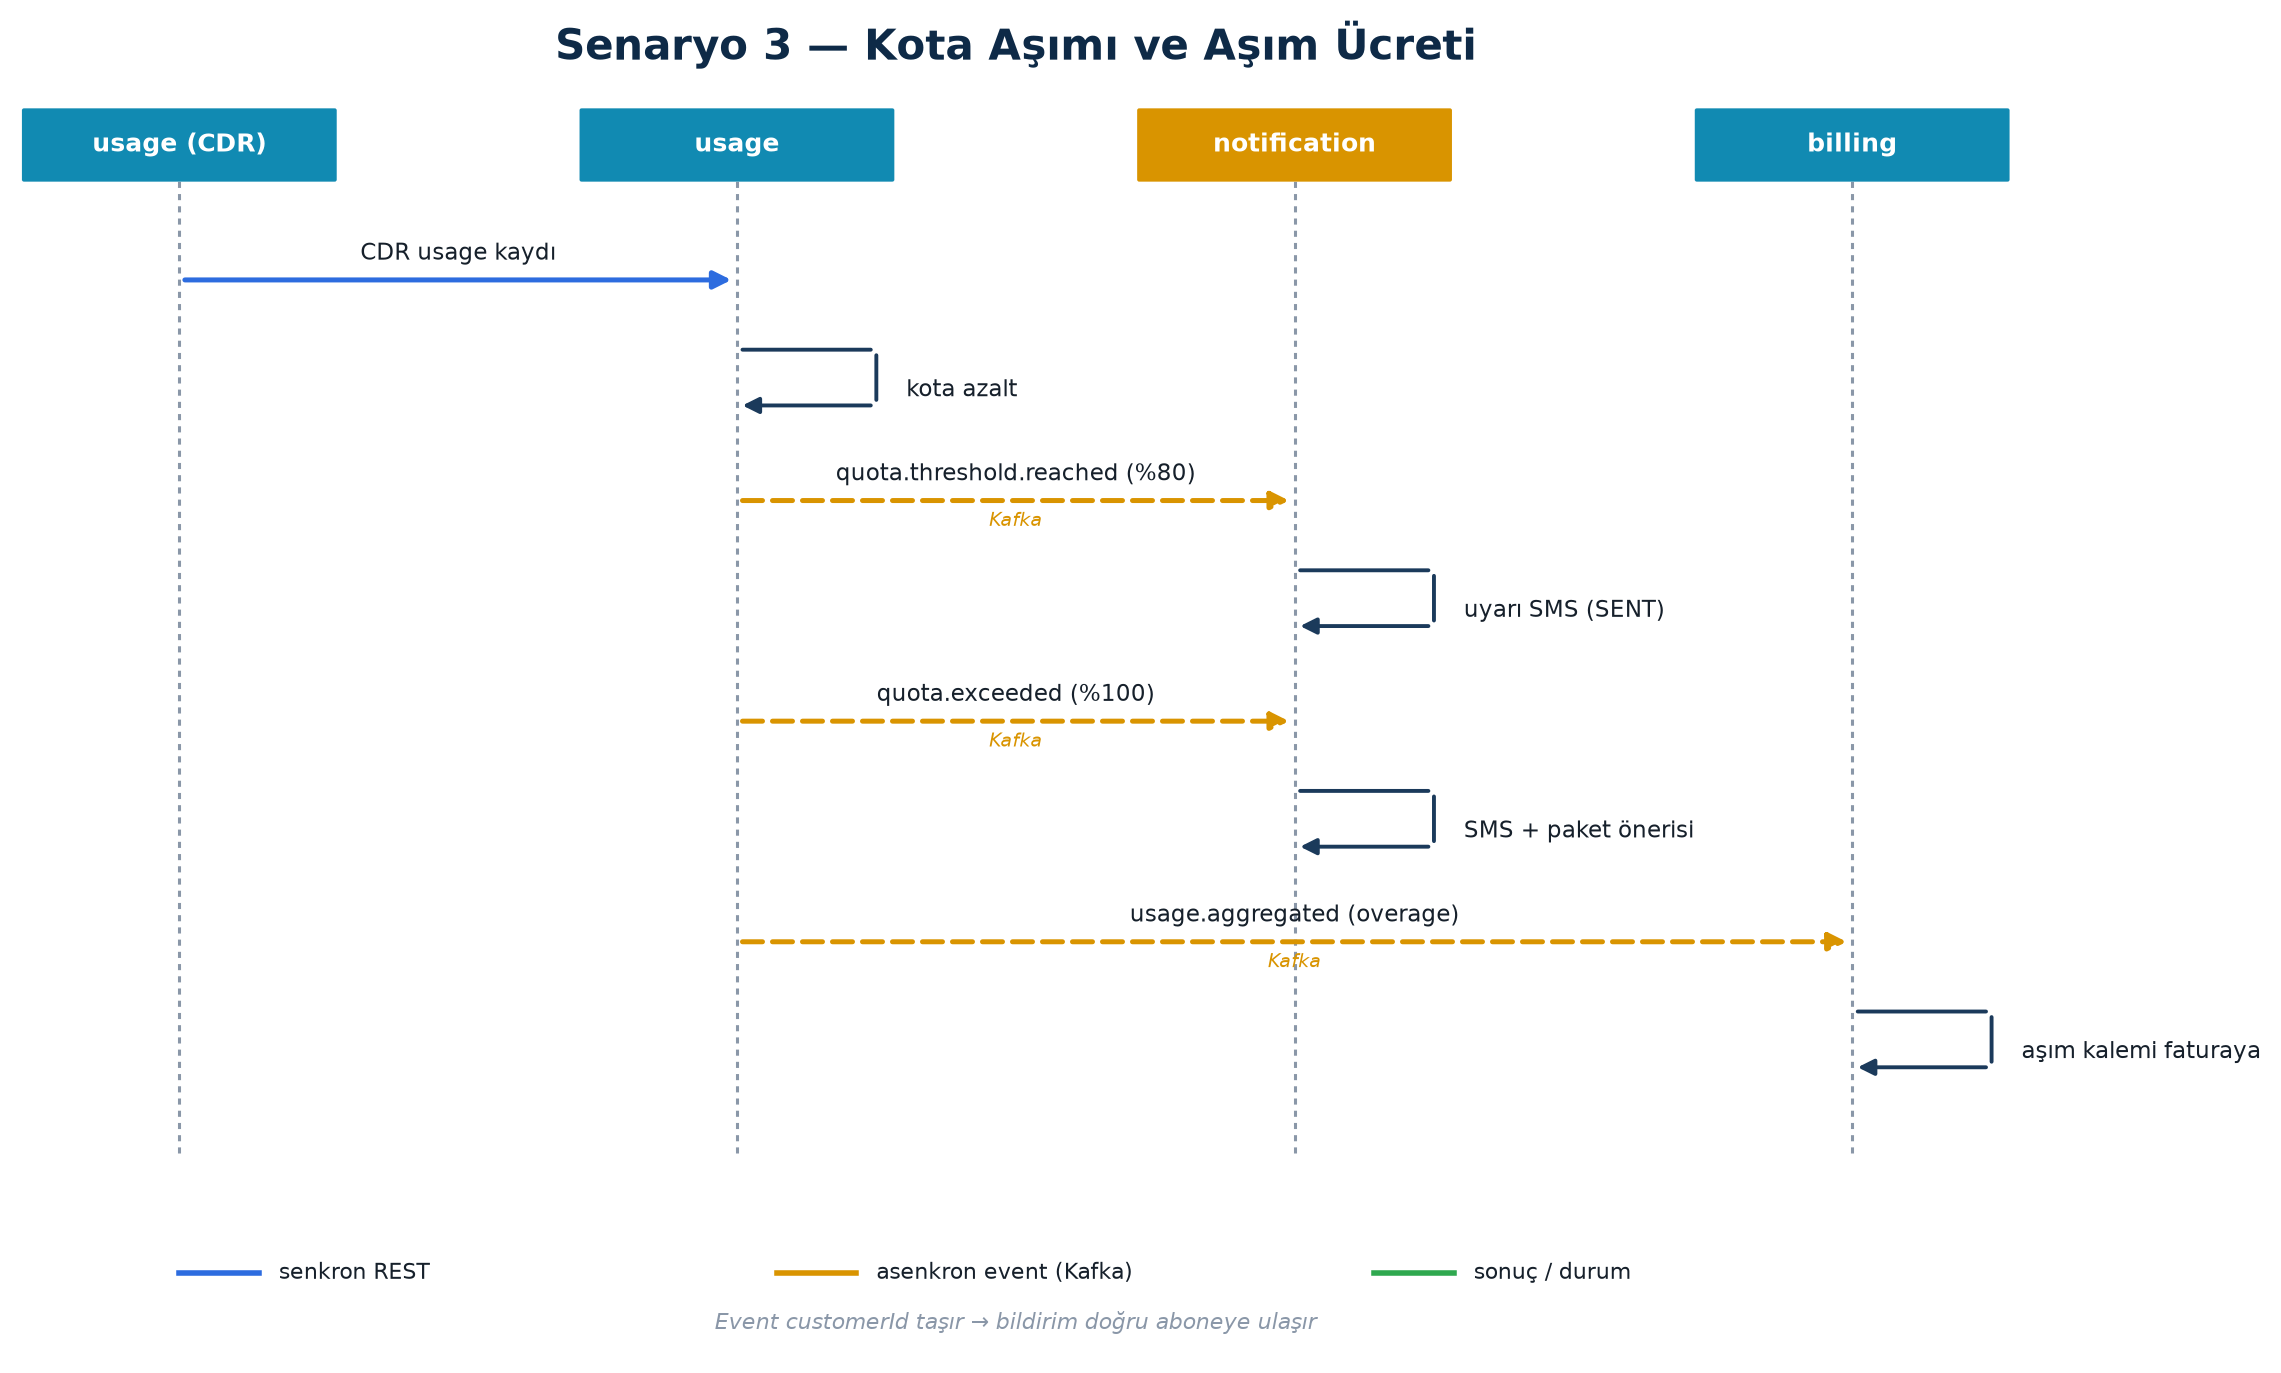 Senaryo 3 — Kota Aşımı ve Aşım Ücreti
usage (CDR)
usage
notification
billing
CDR usage kaydı
kota azalt
quota.threshold.reached (%80)
Kafka
uyarı SMS (SENT)
quota.exceeded (%100)
Kafka
SMS + paket önerisi
usage.aggregated (overage)
Kafka
aşım kalemi faturaya
senkron REST
asenkron event (Kafka)
sonuç / durum
Event customerId taşır → bildirim doğru aboneye ulaşır